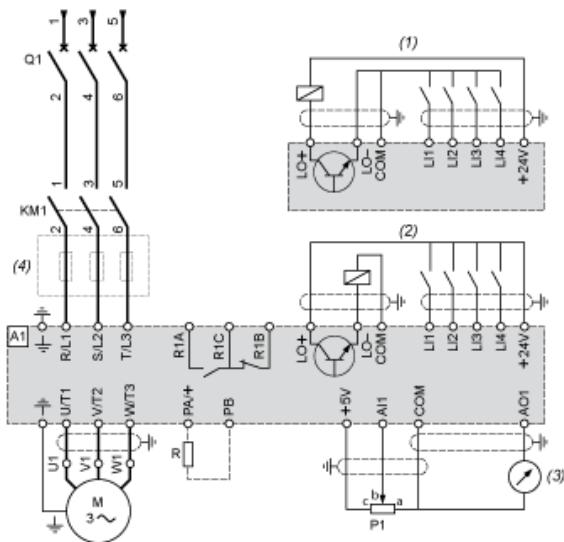 1 3 5
Q1
2 4 6
1 3 5
KM1
2 4 6
(4)
(1)
LO+ LO- COM LI1 LI2 LI3 LI4 +24V
(2)
A1
R/L1 S/L2 T/L3 R1A R1C R1B LO+ LO- COM LI1 LI2 LI3 LI4 +24V
U/T1 V/T2 W/T3 PA/+ PB +5V AI1 COM AO1
U1 V1 W1
R
(3)
c b a
P1
M
3~